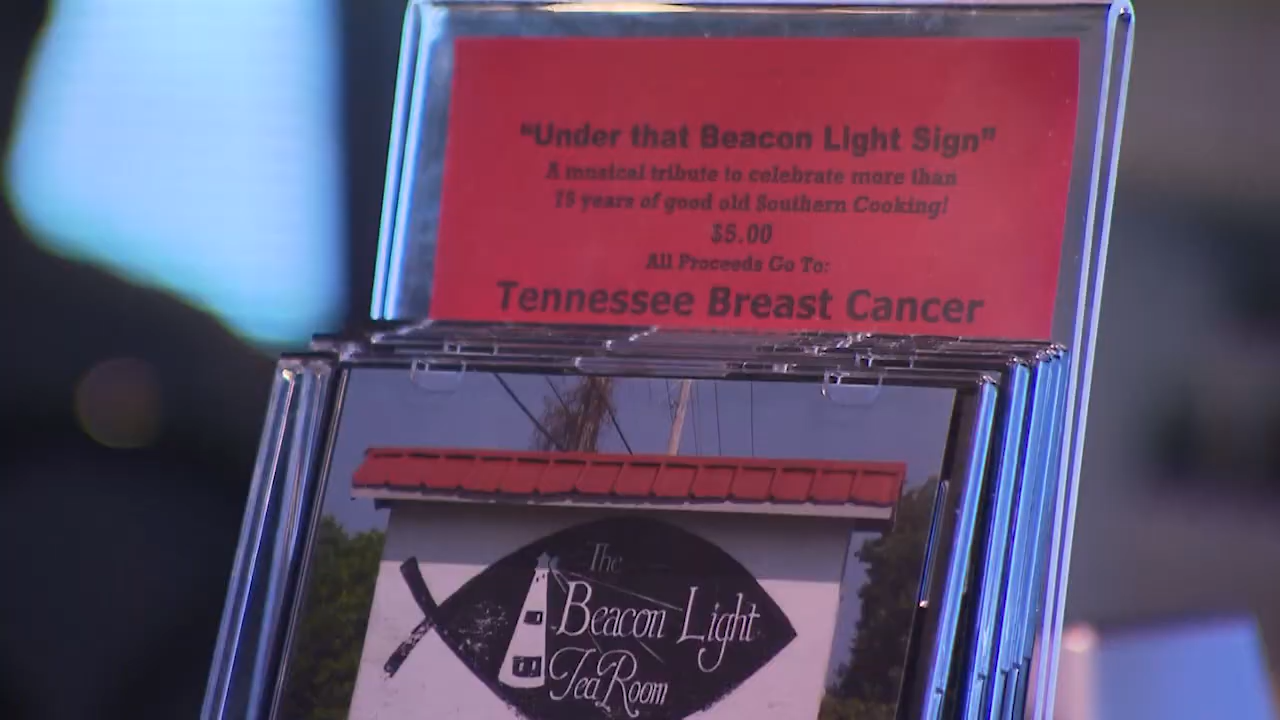 “Under that Beacon Light Sign”
A musical tribute to celebrate more than
75 years of good old Southern Cooking!
$5.00
All Proceeds Go To:
Tennessee Breast Cancer
The
Beacon Light
Tea Room